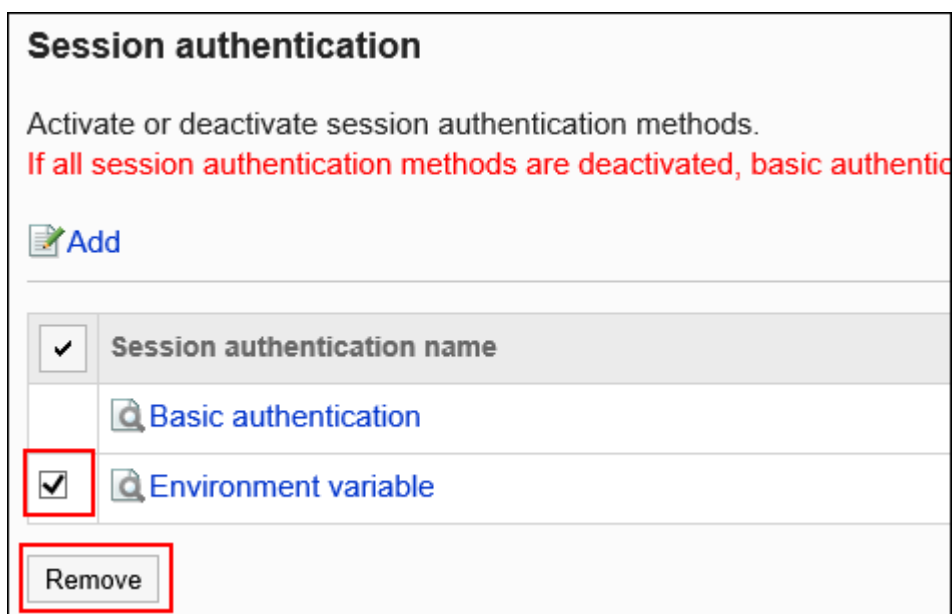 Session authentication
Activate or deactivate session authentication methods.
If all session authentication methods are deactivated, basic
Add
Session authentication name
Basic authentication
Environment variable
Remove